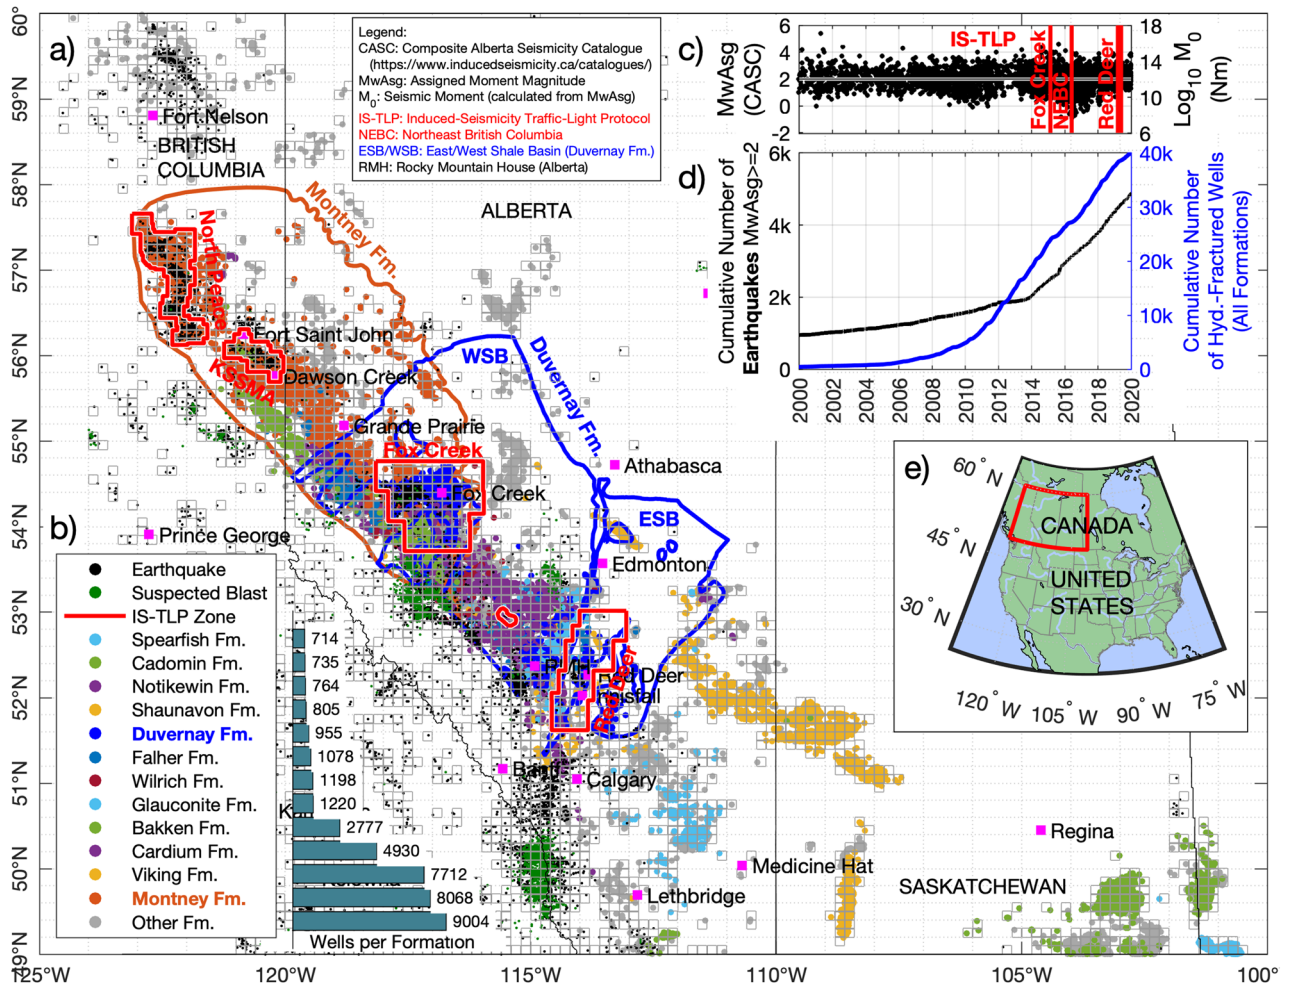 a)
Legend:
CASC: Composite Alberta Seismicity Catalogue
(https://www.inducedseismicity.ca/catalogues/)
MwAsg: Assigned Moment Magnitude
M0: Seismic Moment (calculated from MwAsg)
IS-TLP: Induced-Seismicity Traffic-Light Protocol
NEBC: Northeast British Columbia
ESB/WSB: East/West Shale Basin (Duvernay Fm.)
RMH: Rocky Mountain House (Alberta)
60°
59°N
58°N
57°N
56°N
55°N
54°N
53°N
52°N
51°N
50°N
125°W
120°W
115°W
110°W
105°W
100°
Fort Nelson
BRITISH
COLUMBIA
ALBERTA
Montney Fm.
North Peace
Fort Saint John
KSSMA
Dawson Creek
WSB
Duvernay Fm.
Grande Prairie
Fox Creek
Fox Creek
Athabasca
ESB
Prince George
Edmonton
Red Deer
Red Deer
Banff
Calgary
Medicine Hat
Lethbridge
Regina
SASKATCHEWAN
b)
Earthquake
Suspected Blast
IS-TLP Zone
Spearfish Fm.
714
Cadomin Fm.
735
Notikewin Fm.
764
Shaunavon Fm.
805
Duvernay Fm.
955
Falher Fm.
1078
Wilrich Fm.
1198
Glauconite Fm.
1220
Bakken Fm.
2777
Cardium Fm.
4930
Viking Fm.
7712
Montney Fm.
8068
Other Fm.
9004
Wells per Formation
c)
MwAsg
(CASC)
6
4
2
0
-2
IS-TLP
Fox Creek
NEBC
Red Deer
18
14
10
6
Log10 M0
(Nm)
d)
Cumulative Number of
Earthquakes MwAsg>=2
6k
4k
2k
0
40k
30k
20k
10k
0
Cumulative Number
of Hyd.-Fractured Wells
(All Formations)
2000
2002
2004
2006
2008
2010
2012
2014
2016
2018
2020
e)
60° N
45° N
30° N
CANADA
UNITED
STATES
120° W
105° W
90° W
75° W